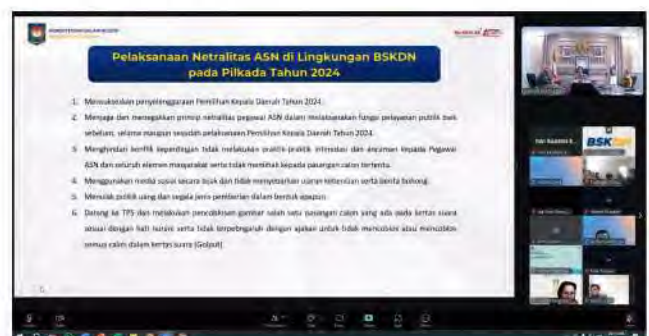 KEMENTERIAN DALAM NEGERI
Pelaksanaan Netralitas ASN di Lingkungan BSKDN
pada Pilkada Tahun 2024
1. Mensukseskan penyelenggaraan Pemilihan Kepala Daerah Tahun 2024.
2. Menjaga dan menegakkan prinsip netralitas pegawai ASN dalam melaksanakan fungsi pelayanan publik baik
sebelum, selama maupun sesudah pelaksanaan Pemilihan Kepala Daerah Tahun 2024.
3. Menghindari konflik kepentingan tidak melakukan praktik-praktik intimidasi dan ancaman kepada Pegawai
ASN dan seluruh elemen masyarakat serta tidak memihak kepada pasangan calon tertentu.
4. Menggunakan media sosial secara bijak dan tidak menyebarkan ujaran kebencian serta berita bohong.
5. Menolak politik uang dan segala jenis pemberian dalam bentuk apapun.
6. Datang ke TPS dan melakukan pencoblosan gambar salah satu pasangan calon yang ada pada kertas suara
sesuai dengan hati nurani serta tidak terpengaruh dengan ajakan untuk tidak mencoblos atau mencoblos
semua calon dalam kertas suara (Golput)
BSKDN